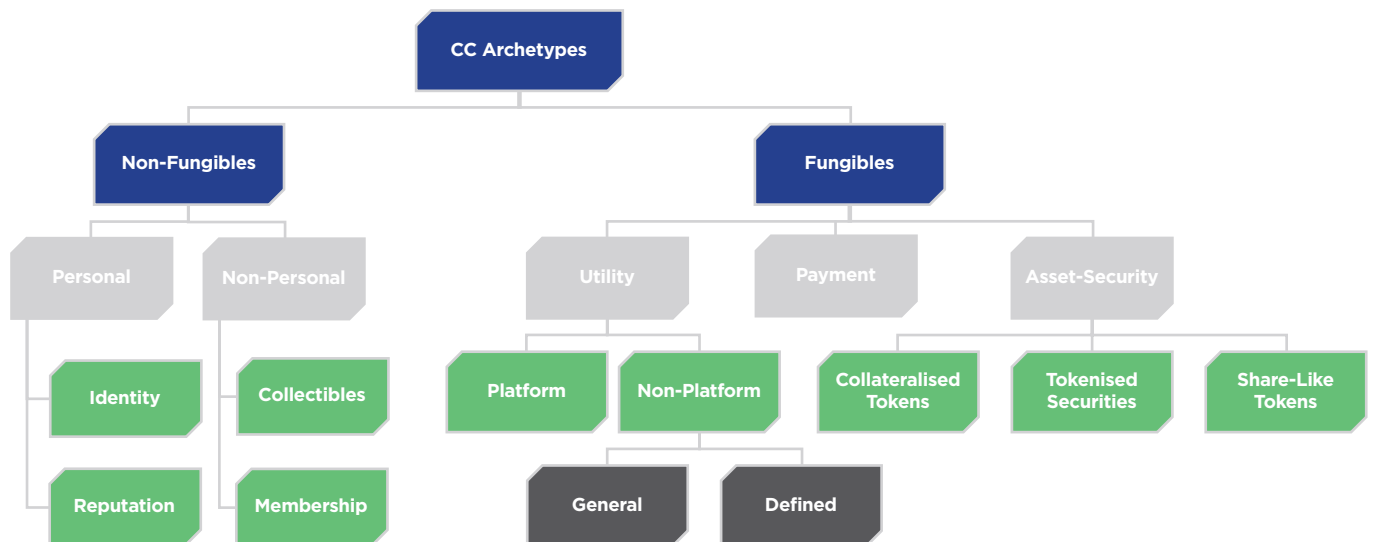 CC Archetypes
Non-Fungibles
Fungibles
Personal
Non-Personal
Utility
Payment
Asset-Security
Identity
Collectibles
Platform
Non-Platform
Collateralised
Tokens
Tokenised
Securities
Share-Like
Tokens
Reputation
Membership
General
Defined